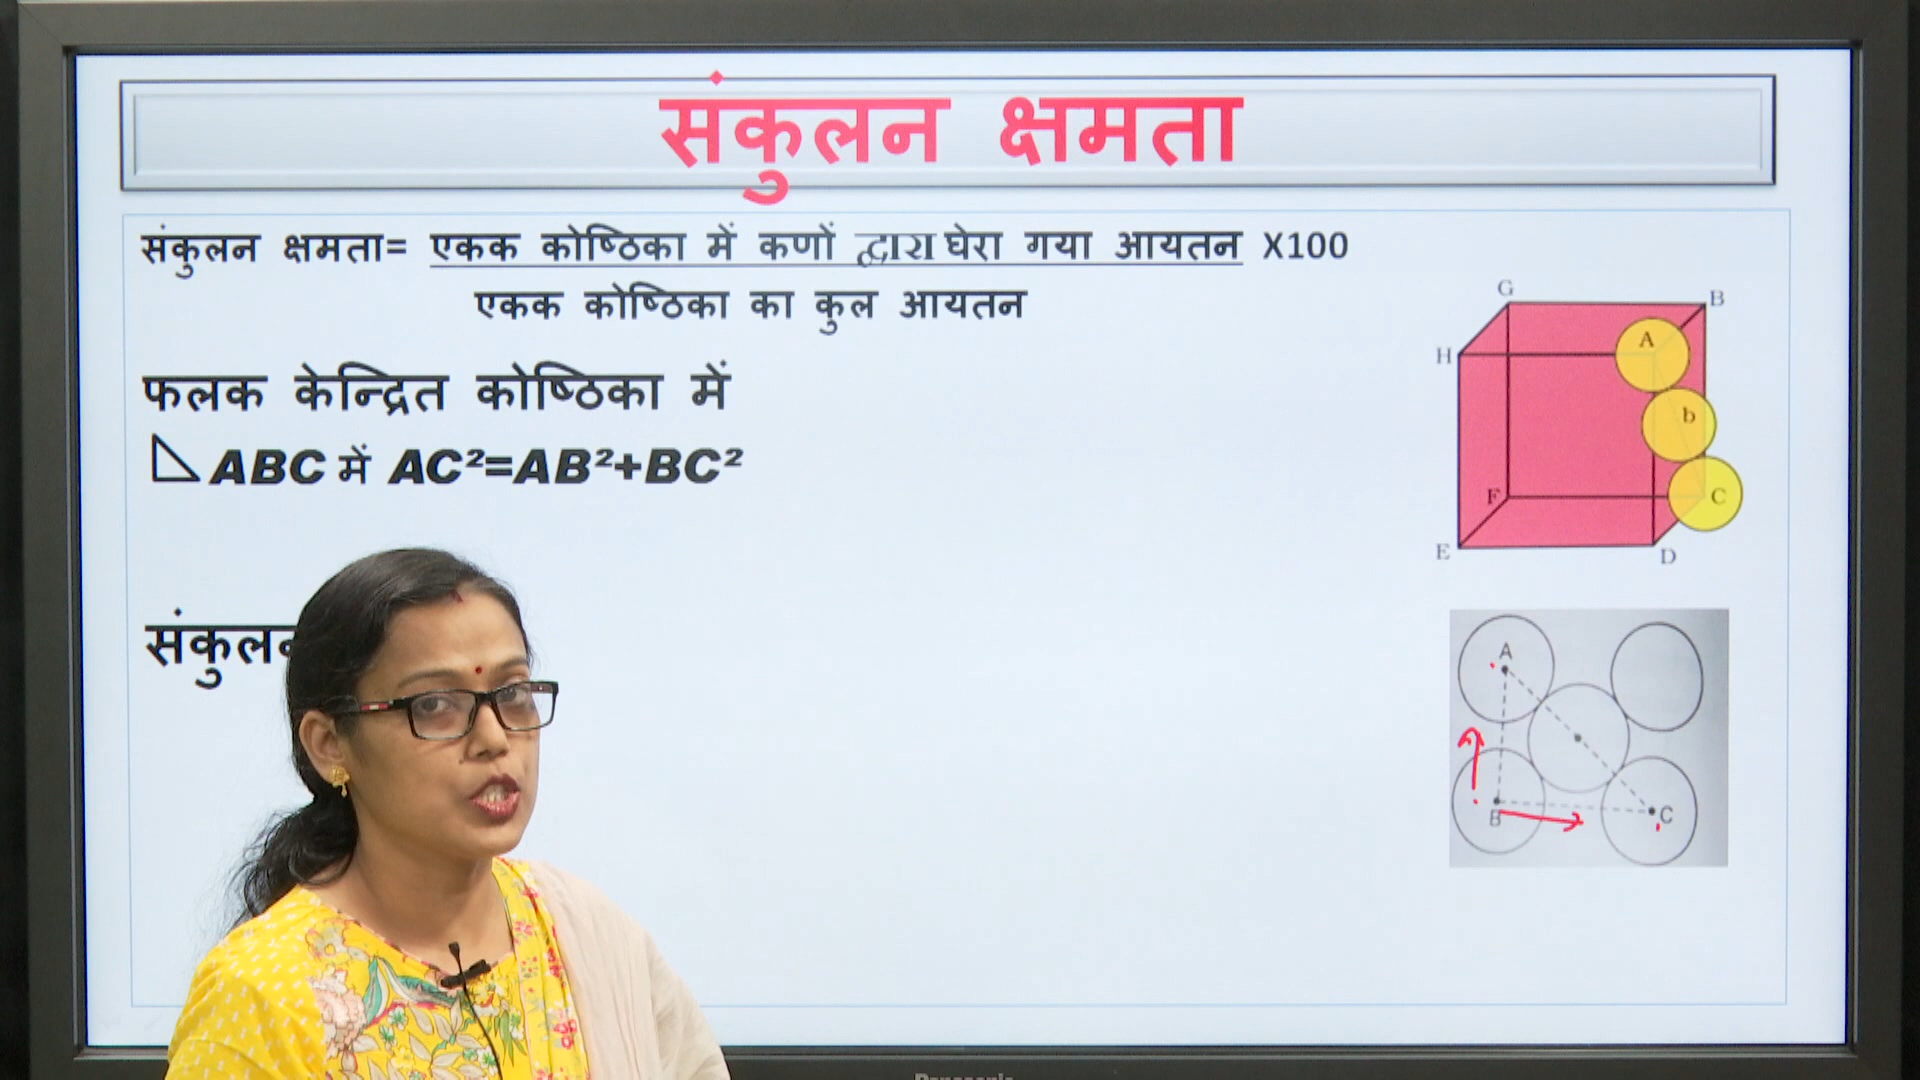 संकुलन क्षमता
संकुलन क्षमता= एकक कोष्ठिका में कणों द्वारा घेरा गया आयतन X100
एकक कोष्ठिका का कुल आयतन
फलक केन्द्रित कोष्ठिका में
ABC में AC²=AB²+BC²
G
B
H
A
b
F
C
E
D
A
B
C